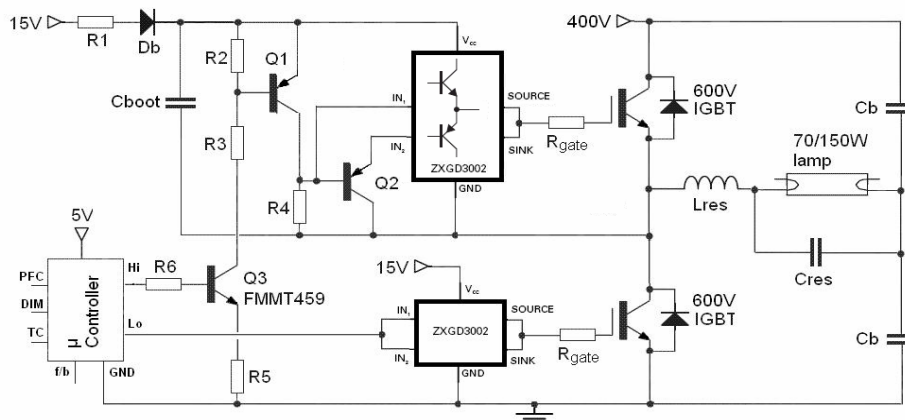 15V
R1
Db
R2
Q1
Cboot
R3
R4
Q2
Vcc
IN1
IN2
SOURCE
SINK
ZXGD3002
GND
Rgate
400V
600V
IGBT
Cb
70/150W
lamp
Lres
Cres
5V
PFC
DIM
TC
f/b
Hi
Lo
GND
µ
Controller
R6
Q3
FMMT459
R5
15V
Vcc
IN1
IN2
ZXGD3002
SOURCE
SINK
GND
Rgate
600V
IGBT
Cb